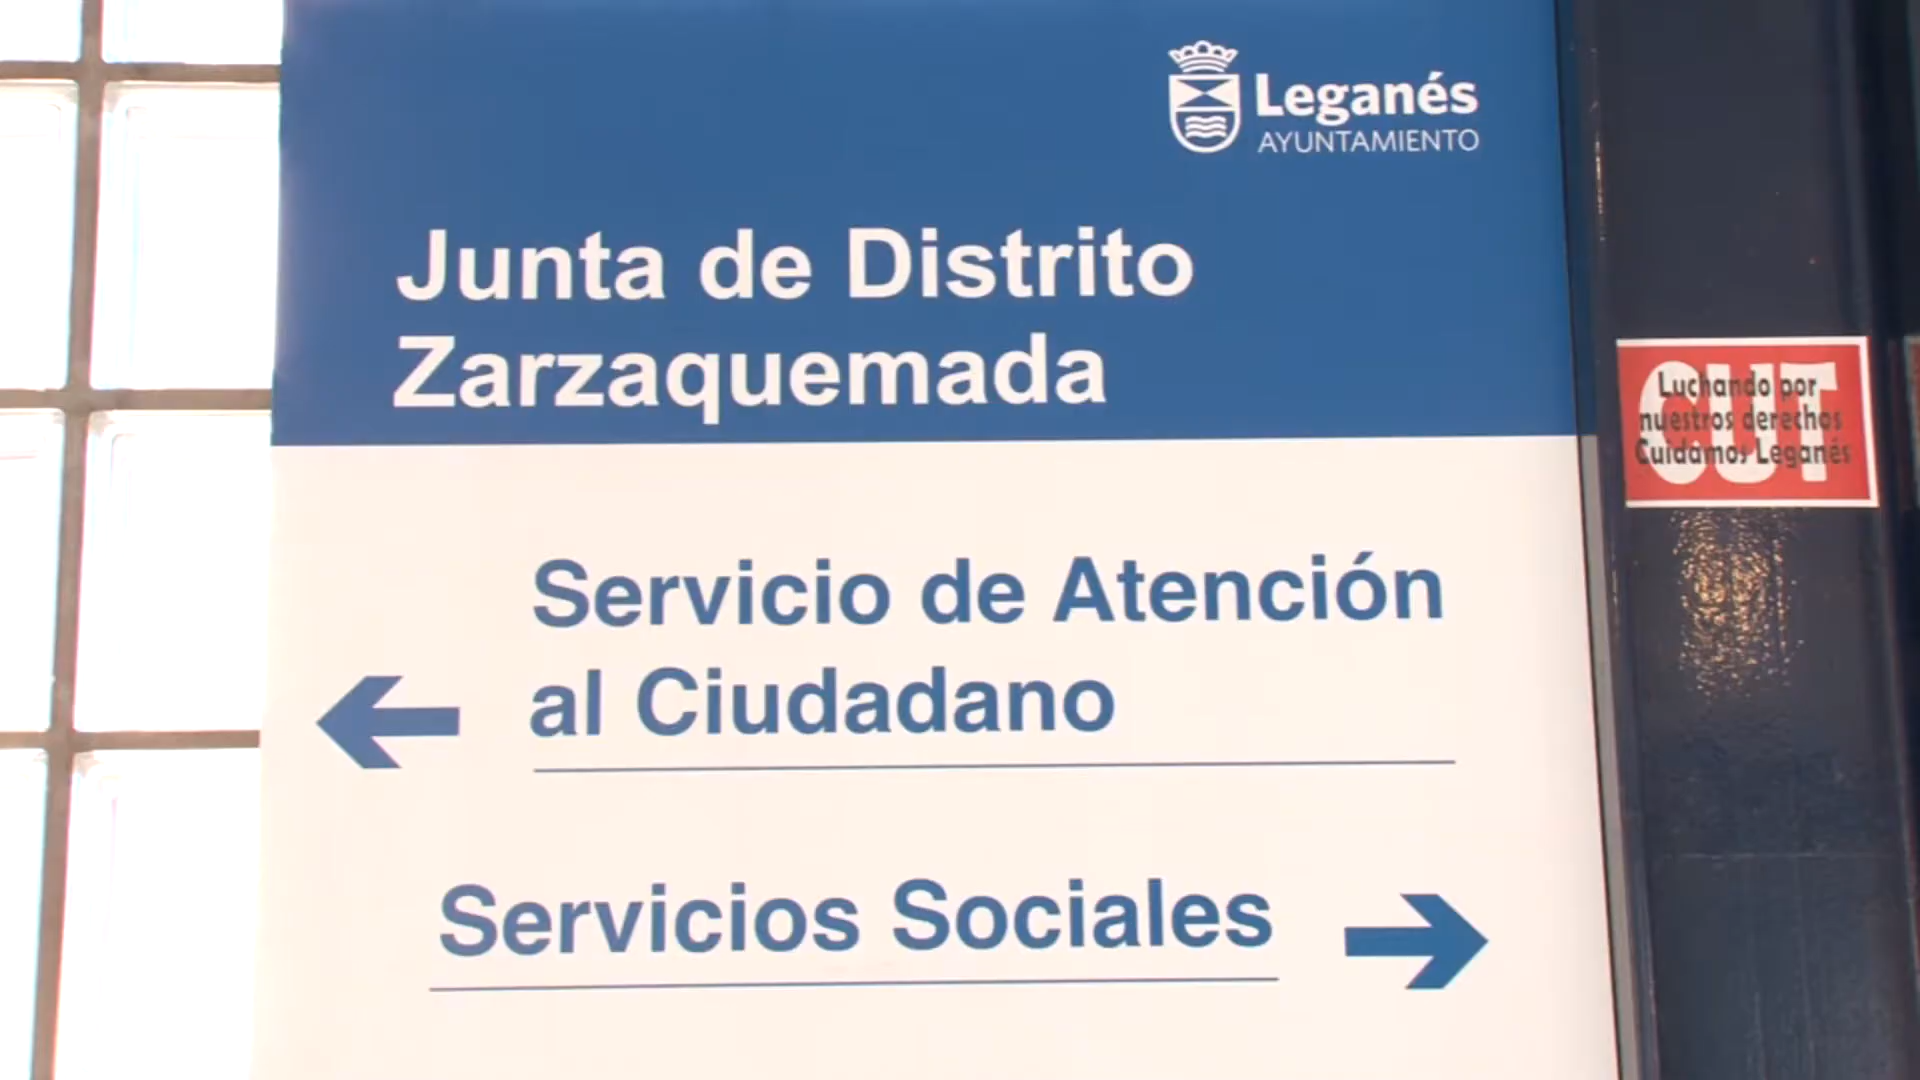 Leganés
AYUNTAMIENTO
Junta de Distrito
Zarzaquemada
Servicio de Atención
al Ciudadano
Servicios Sociales
CUT
Luchando por
nuestros derechos
Cuidamos Leganés